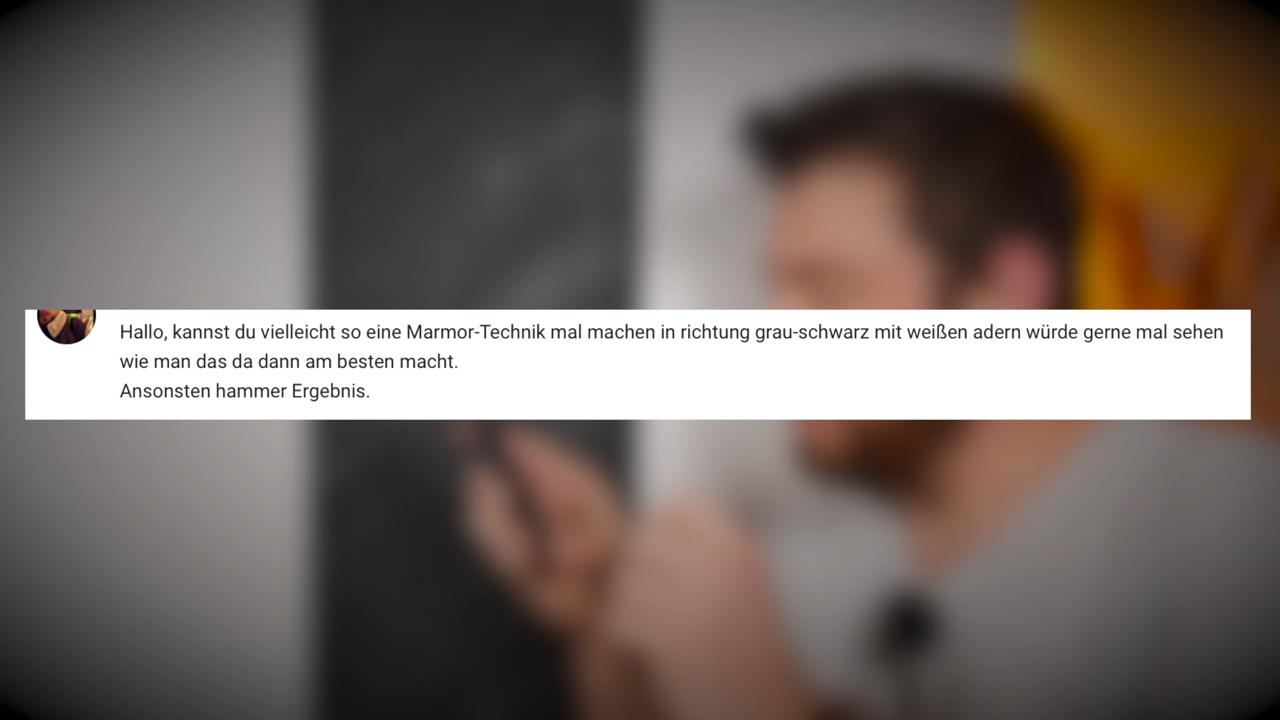 Hallo, kannst du vielleicht so eine Marmor-Technik mal machen in richtung grau-schwarz mit weißen adern würde gerne mal sehen
wie man das da dann am besten macht.
Ansonsten hammer Ergebnis.